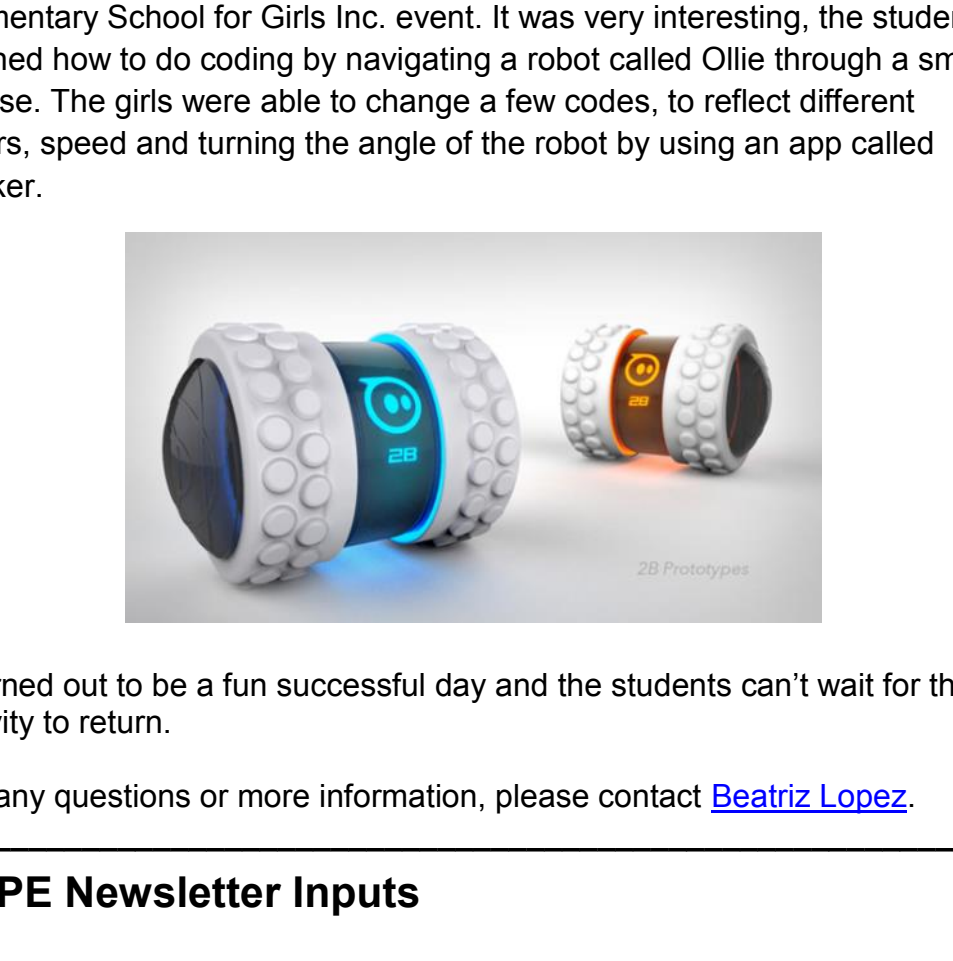 mentary School for Girls Inc. event. It was very interesting, the studen
ned how to do coding by navigating a robot called Ollie through a sm
se. The girls were able to change a few codes, to reflect different
rs, speed and turning the angle of the robot by using an app called
ker.
2B
2B
2B Prototypes
rned out to be a fun successful day and the students can’t wait for th
vity to return.
any questions or more information, please contact Beatriz Lopez.
PE Newsletter Inputs